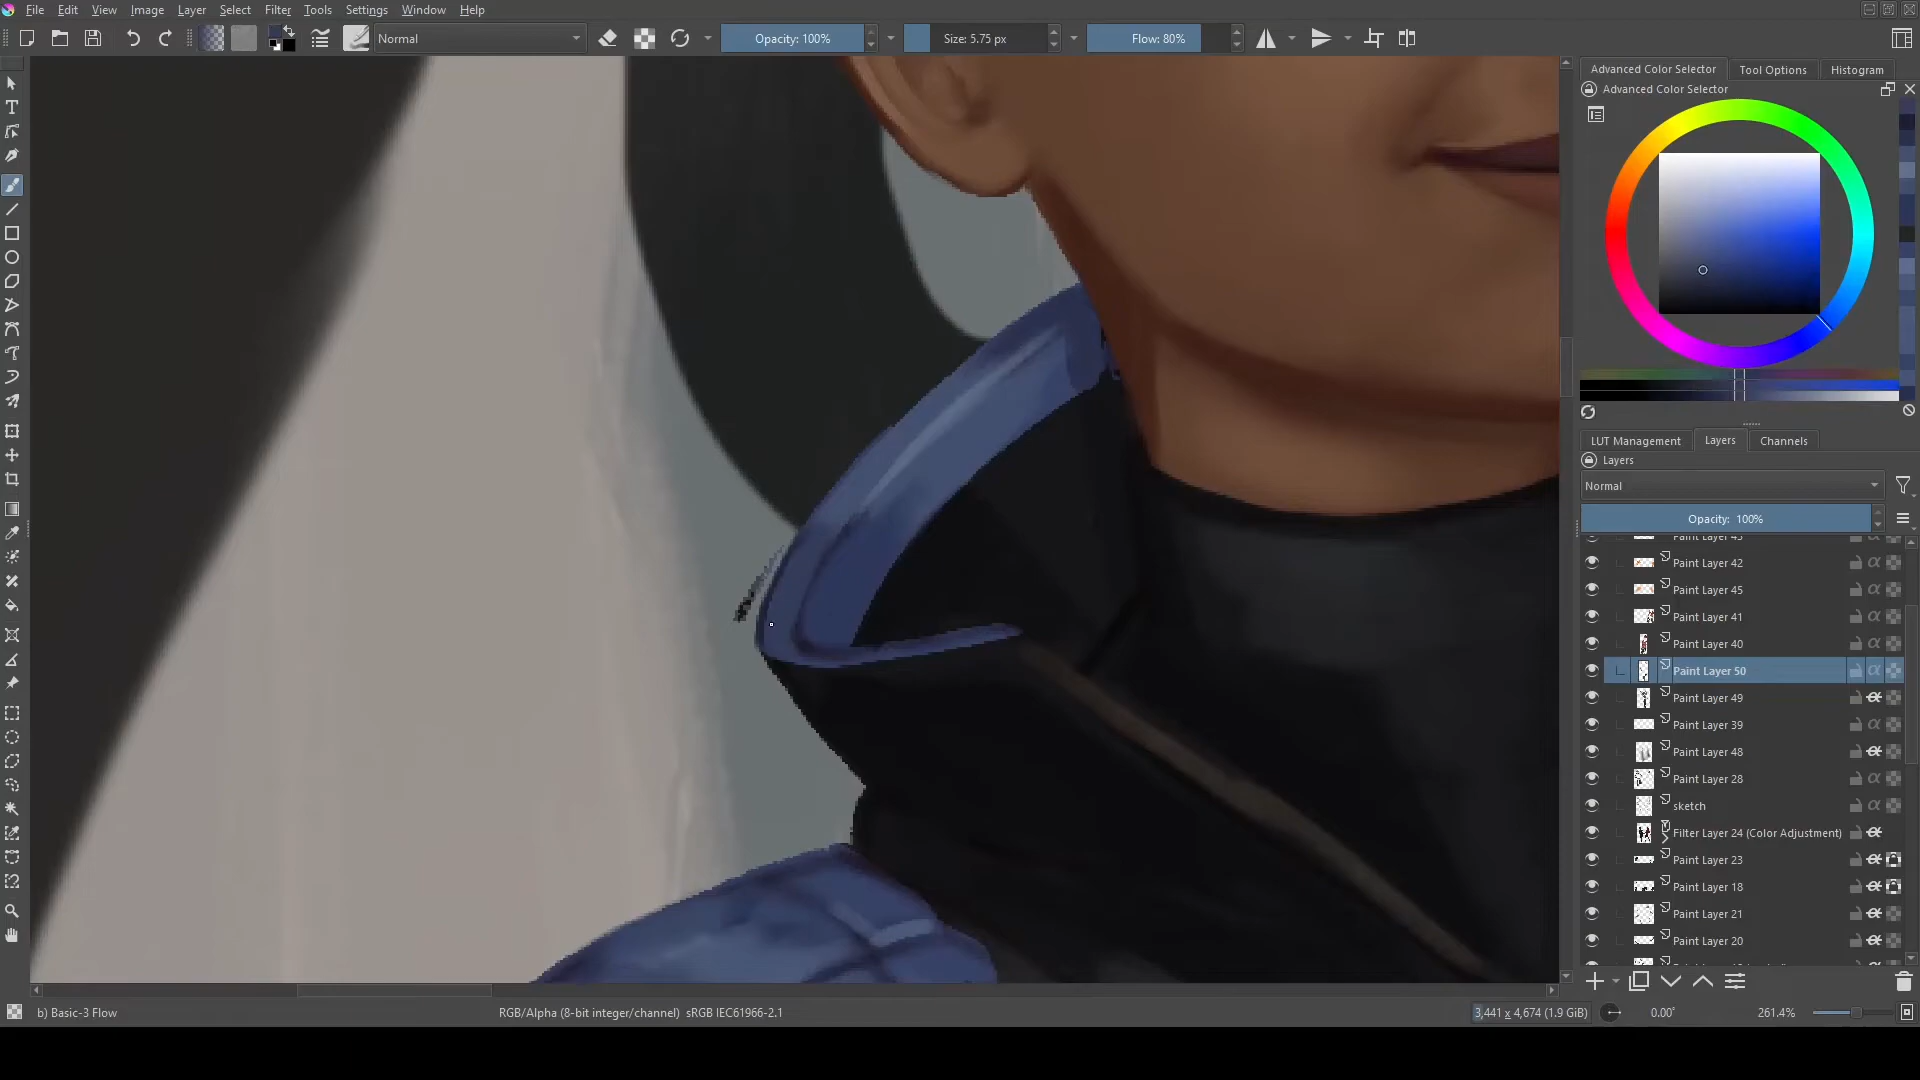 File Edit View Image Layer Select Filter Tools Settings Window Help
Normal
Opacity: 100%
Size: 5.75 px
Flow: 80%
Advanced Color Selector Tool Options Histogram
Advanced Color Selector
LUT Management Layers Channels
Layers
Normal
Opacity: 100%
Paint Layer 42
Paint Layer 45
Paint Layer 41
Paint Layer 40
Paint Layer 50
Paint Layer 49
Paint Layer 39
Paint Layer 48
Paint Layer 28
sketch
Filter Layer 24 (Color Adjustment)
Paint Layer 23
Paint Layer 18
Paint Layer 21
Paint Layer 20
b) Basic-3 Flow
RGB/Alpha (8-bit integer/channel) sRGB IEC61966-2.1
3,441 x 4,674 (1.9 GiB)
0.00°
261.4%